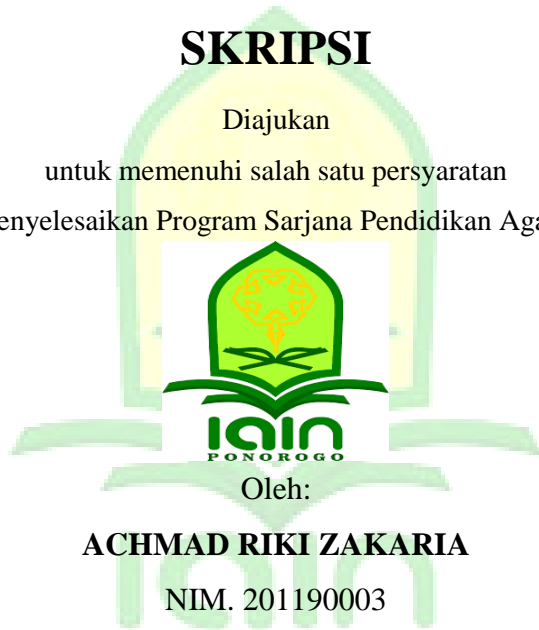 SKRIPSI
Diajukan
untuk memenuhi salah satu persyaratan
enyelesaikan Program Sarjana Pendidikan Aga
iain
PONOROGO
Oleh:
ACHMAD RIKI ZAKARIA
NIM. 201190003